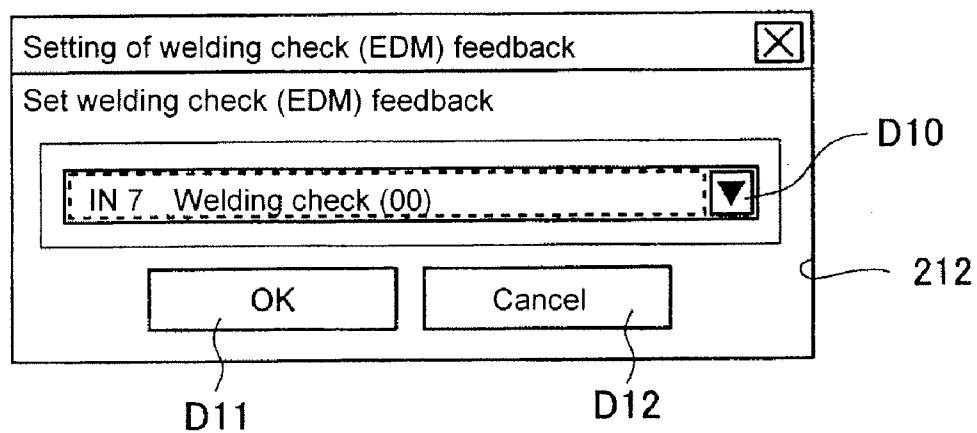 Setting of welding check (EDM) feedback
Set welding check (EDM) feedback
D10
IN 7 Welding check (00)
212
OK
Cancel
D11
D12